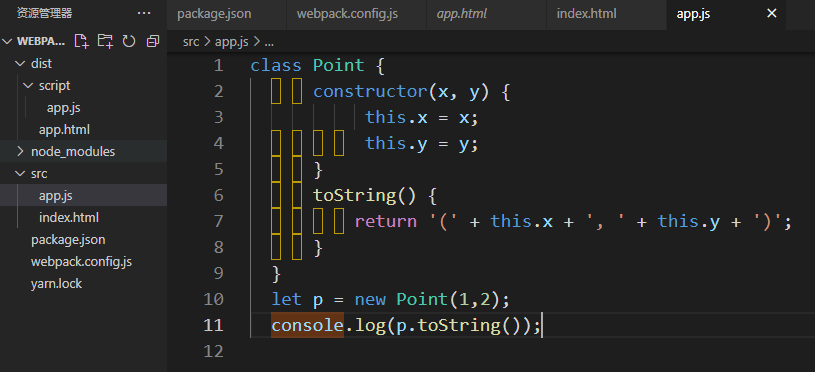 资源管理器
WEBPA...
dist
script
app.js
app.html
node_modules
src
app.js
index.html
package.json
webpack.config.js
yarn.lock
package.json webpack.config.js app.html index.html app.js
src > app.js > ...
1 class Point {
2 constructor(x, y) {
3 this.x = x;
4 this.y = y;
5 }
6 toString() {
7 return '(' + this.x + ', ' + this.y + ')';
8 }
9 }
10 let p = new Point(1,2);
11 console.log(p.toString());
12